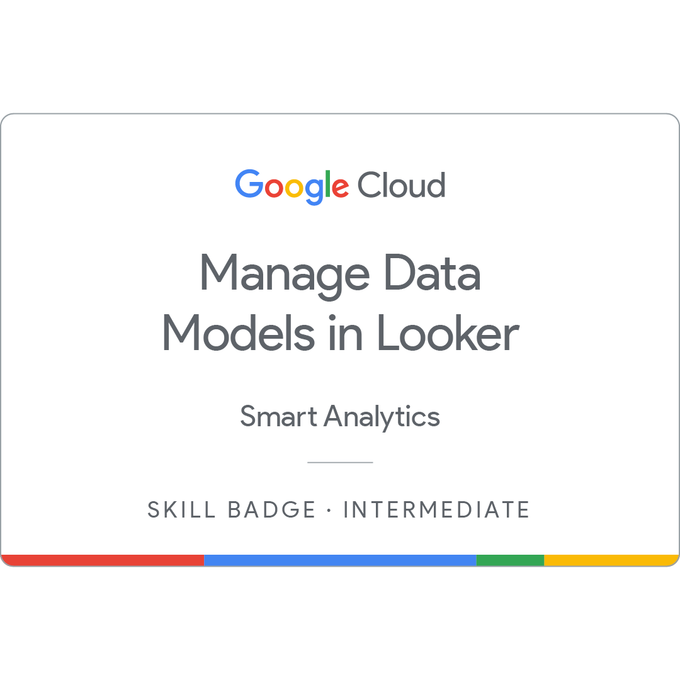 Google Cloud
Manage Data
Models in Looker
Smart Analytics
SKILL BADGE · INTERMEDIATE